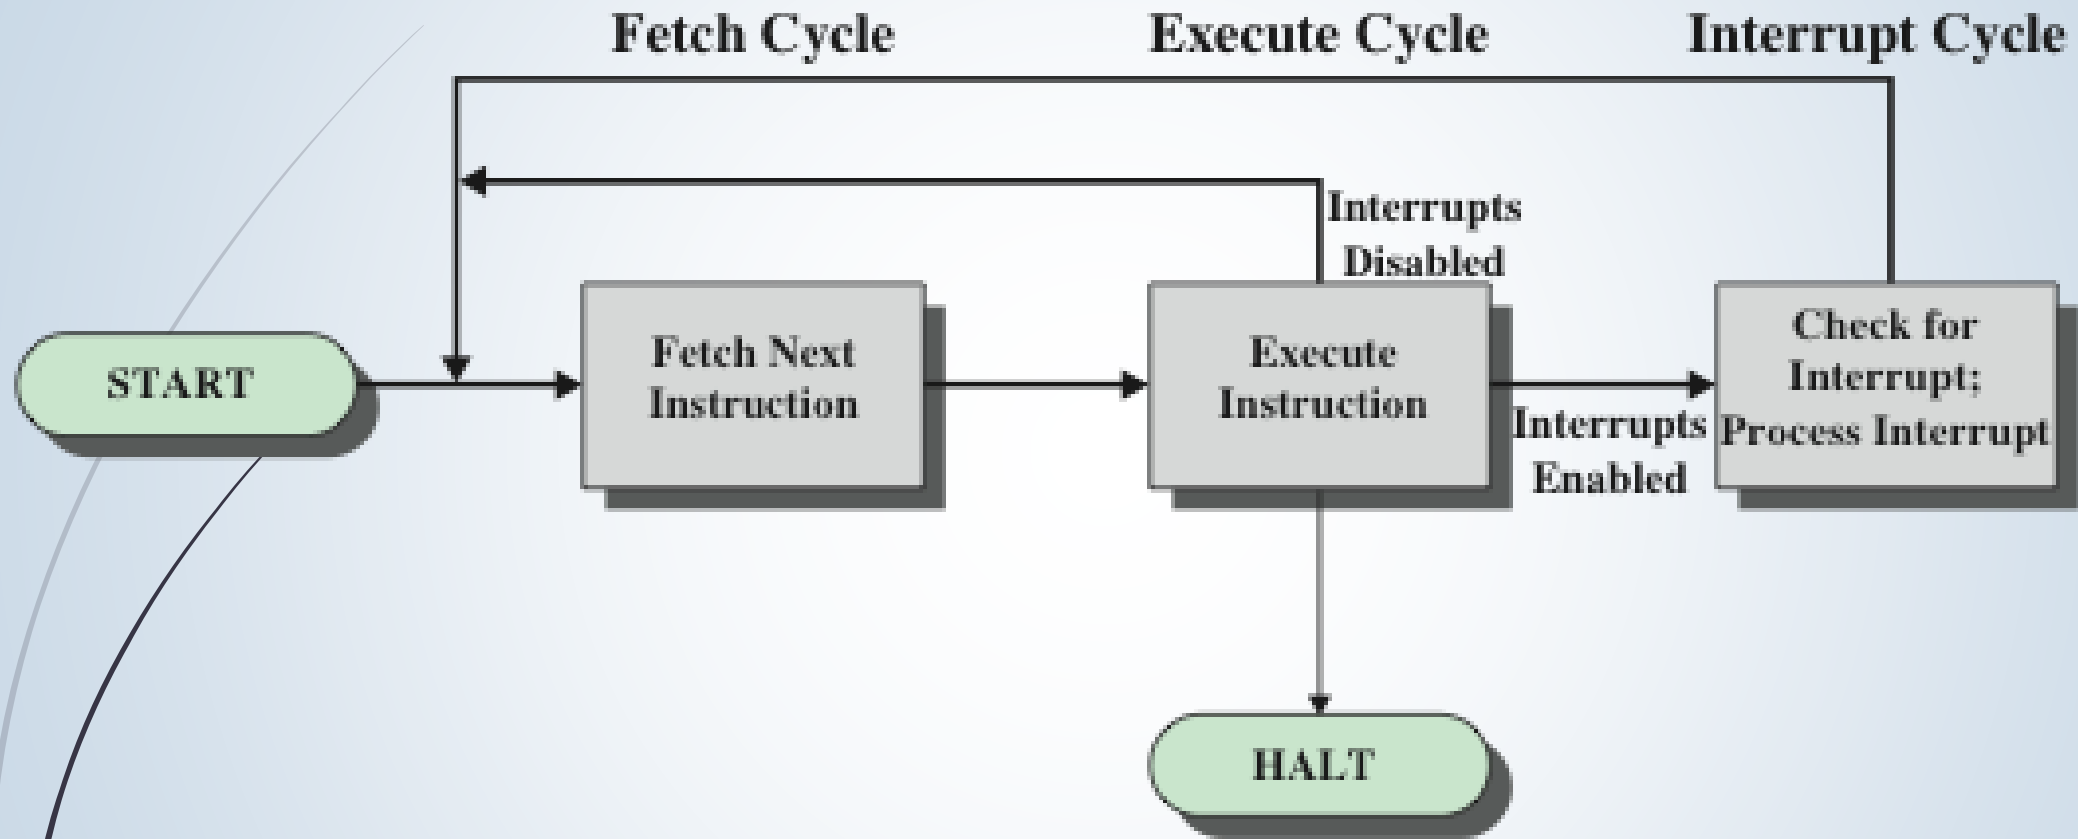 Fetch Cycle
Execute Cycle
Interrupt Cycle
START
Fetch Next
Instruction
Execute
Instruction
Interrupts
Disabled
Interrupts
Enabled
Check for
Interrupt;
Process Interrupt
HALT